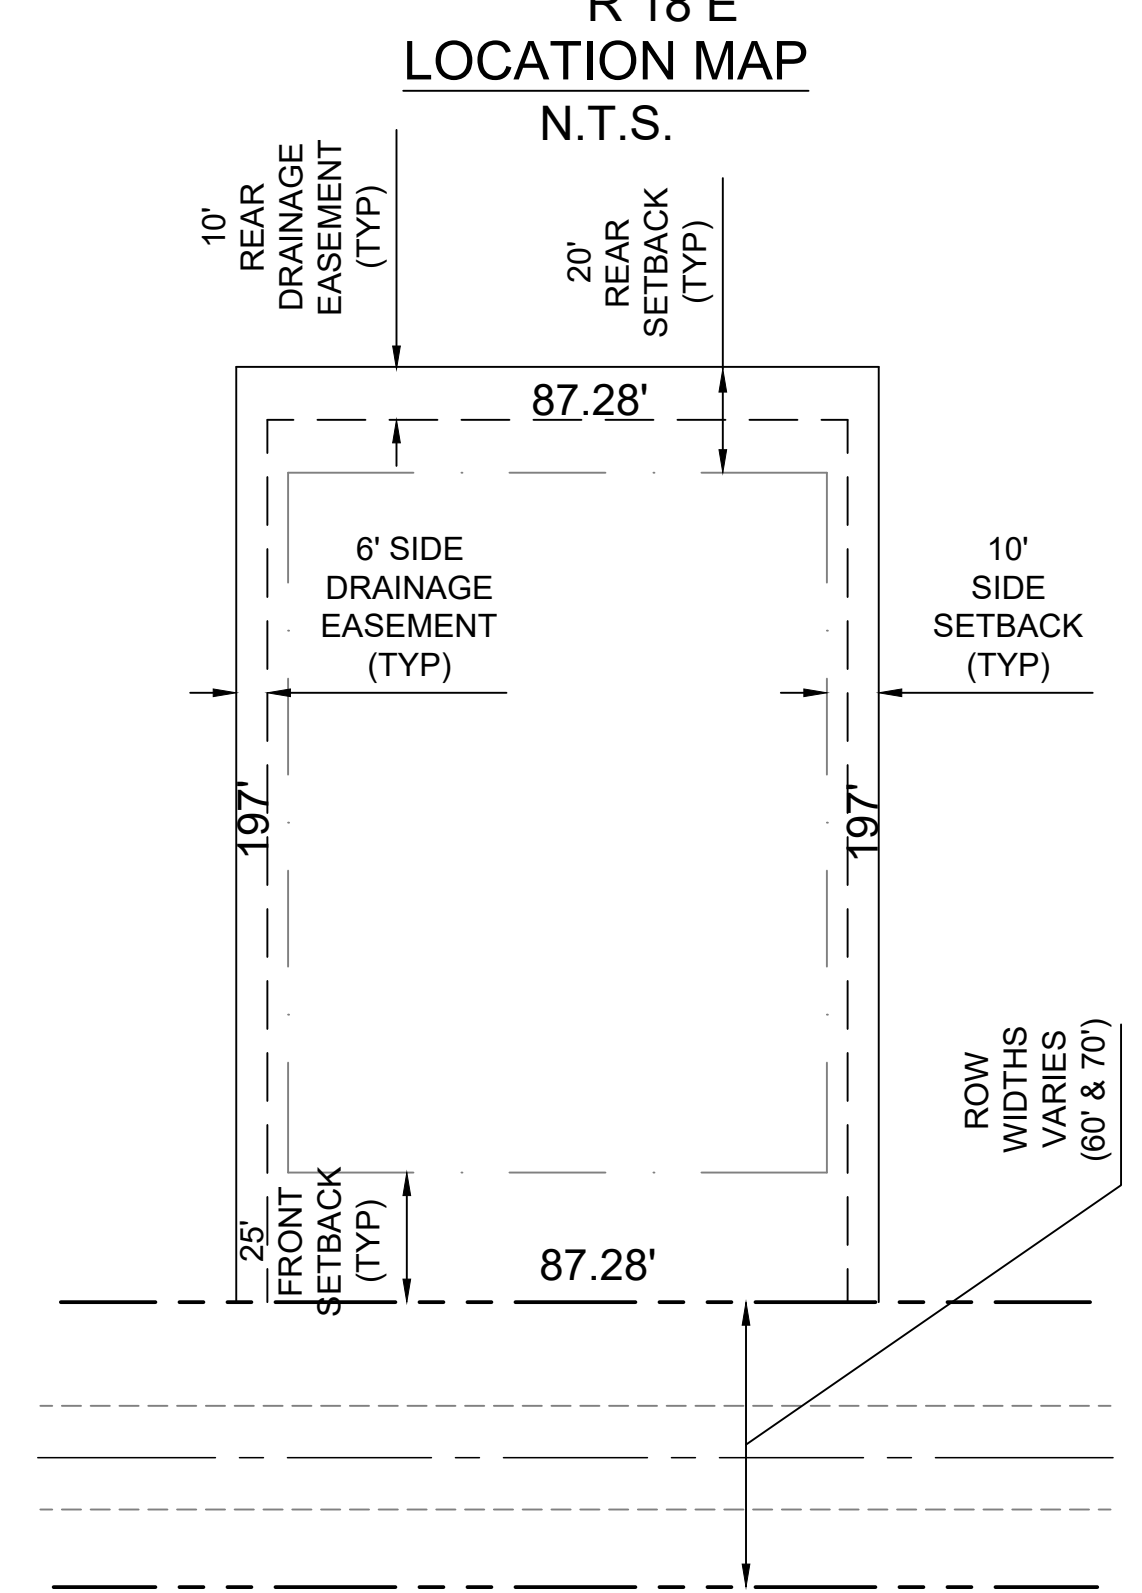 R 18 E
LOCATION MAP
N.T.S.
10'
REAR
DRAINAGE
EASEMENT
(TYP)
20'
REAR
SETBACK
(TYP)
87.28'
6' SIDE
DRAINAGE
EASEMENT
(TYP)
10'
SIDE
SETBACK
(TYP)
197'
197'
ROW
WIDTHS
VARIES
(60' & 70')
25'
FRONT
SETBACK
(TYP)
87.28'